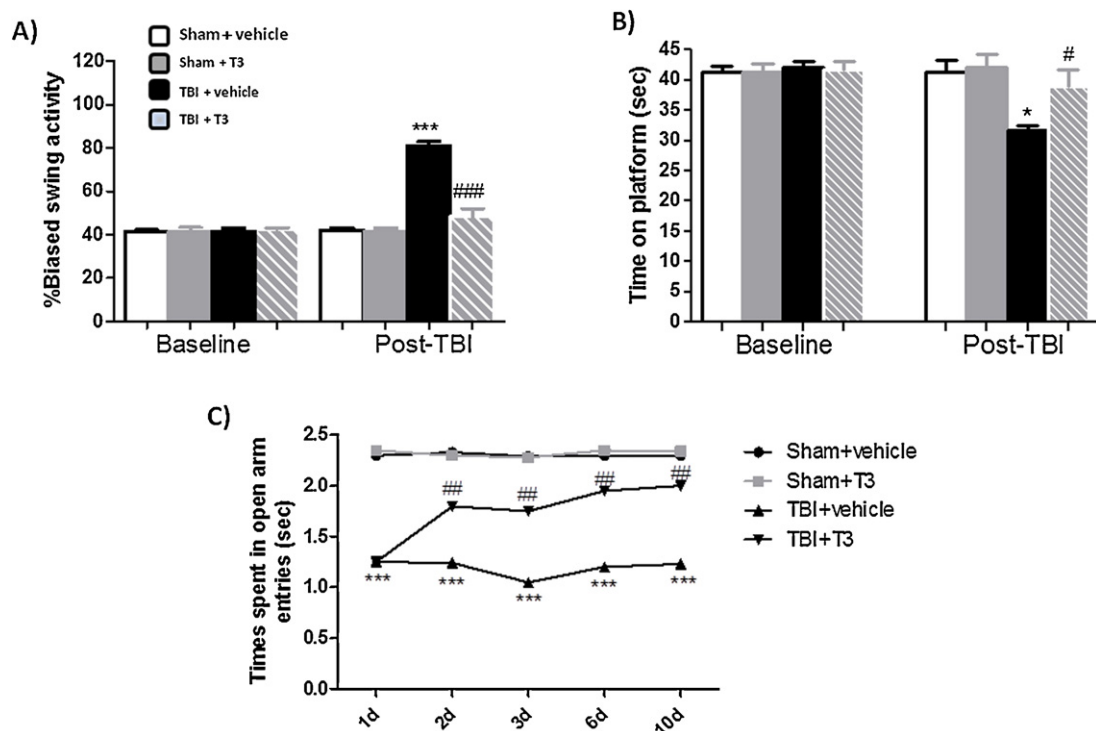 A)
Sham + vehicle
Sham + T3
TBI + vehicle
TBI + T3
%Biased swing activity
120
100
80
60
40
20
0
***
###
Baseline
Post-TBI
B)
Time on platform (sec)
45
40
35
30
25
20
15
10
5
0
*
#
Baseline
Post-TBI
C)
Times spent in open arm
entries (sec)
2.5
2.0
1.5
1.0
0.5
0.0
##
##
##
##
***
***
***
***
***
1d
2d
3d
6d
10d
Sham+vehicle
Sham+T3
TBI+vehicle
TBI+T3